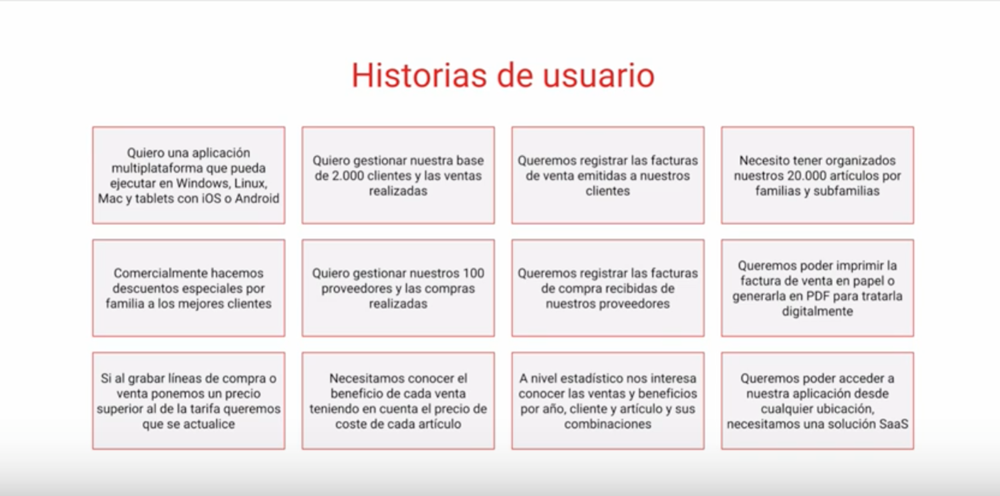 Historias de usuario
Quiero una aplicación
multiplataforma que pueda
ejecutar en Windows, Linux,
Mac y tablets con iOS o Android
Quiero gestionar nuestra base
de 2.000 clientes y las ventas
realizadas
Queremos registrar las facturas
de venta emitidas a nuestros
clientes
Necesito tener organizados
nuestros 20.000 artículos por
familias y subfamilias
Comercialmente hacemos
descuentos especiales por
familia a los mejores clientes
Quiero gestionar nuestros 100
proveedores y las compras
realizadas
Queremos registrar las facturas
de compra recibidas de
nuestros proveedores
Queremos poder imprimir la
factura de venta en papel o
generarla en PDF para tratarla
digitalmente
Si al grabar líneas de compra o
venta ponemos un precio
superior al de la tarifa queremos
que se actualice
Necesitamos conocer el
beneficio de cada venta
teniendo en cuenta el precio de
coste de cada artículo
A nivel estadístico nos interesa
conocer las ventas y beneficios
por año, cliente y artículo y sus
combinaciones
Queremos poder acceder a
nuestra aplicación desde
cualquier ubicación,
necesitamos una solución SaaS